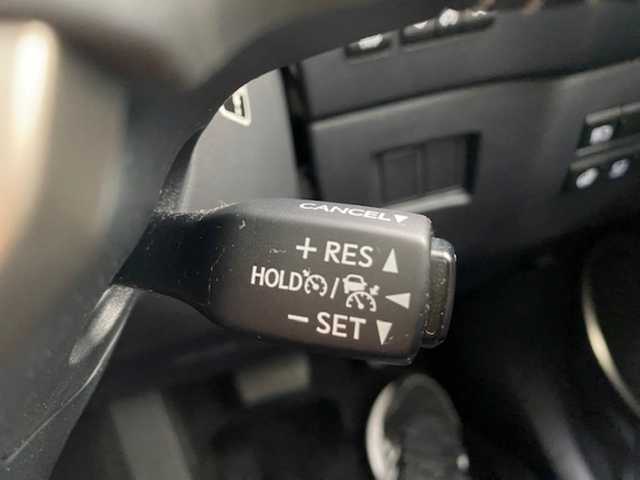 CANCEL▼
+ RES ▲
HOLD / ◀
− SET ▼